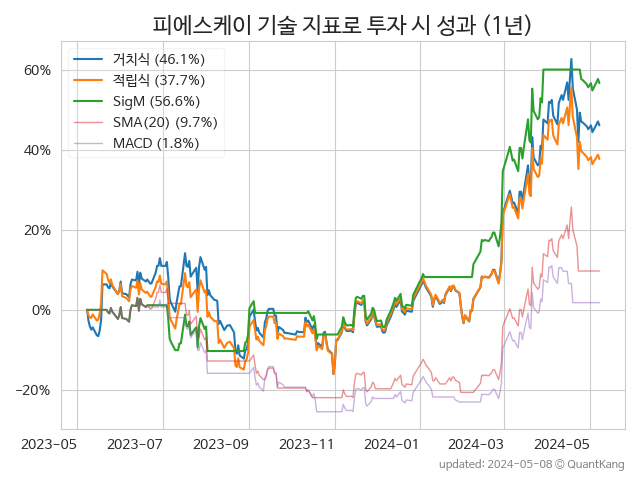 피에스케이 기술 지표로 투자 시 성과 (1년)
거치식 (46.1%)
적립식 (37.7%)
SigM (56.6%)
SMA(20) (9.7%)
MACD (1.8%)
60%
40%
20%
0%
−20%
2023−05 2023−07 2023−09 2023−11 2024−01 2024−03 2024−05
updated: 2024-05-08 © QuantKang